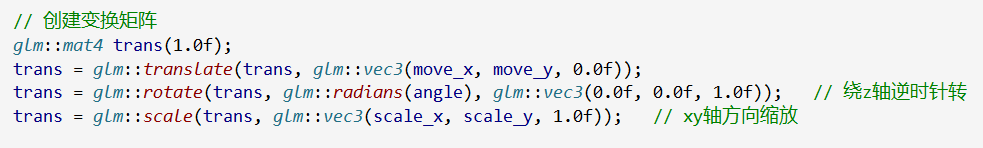 // 创建变换矩阵
glm::mat4 trans(1.0f);
trans = glm::translate(trans, glm::vec3(move_x, move_y, 0.0f));
trans = glm::rotate(trans, glm::radians(angle), glm::vec3(0.0f, 0.0f, 1.0f));   // 绕z轴逆时针转
trans = glm::scale(trans, glm::vec3(scale_x, scale_y, 1.0f));   // xy轴方向缩放